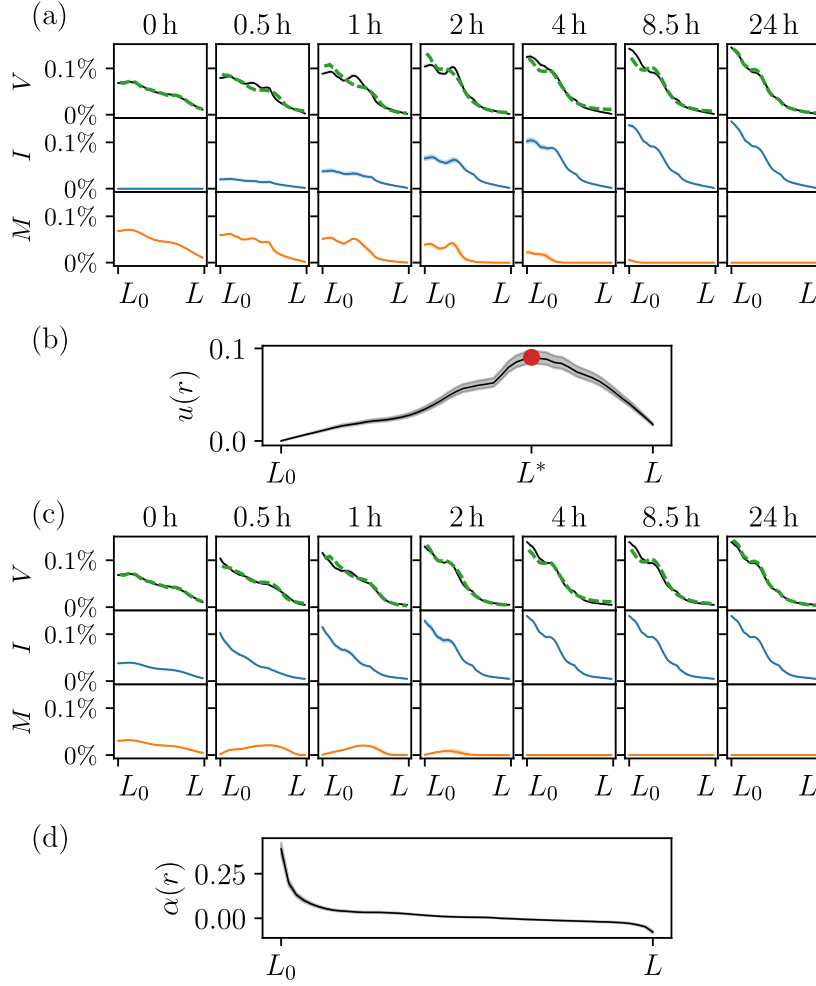 (a)
0 h 0.5 h 1 h 2 h 4 h 8.5 h 24 h
V 0.1% 0%
I 0.1% 0%
M 0.1% 0%
L₀ L L₀ L L₀ L L₀ L L₀ L L₀ L L₀ L
(b)
u(r) 0.1 0.0
L₀ L* L
(c)
0 h 0.5 h 1 h 2 h 4 h 8.5 h 24 h
V 0.1% 0%
I 0.1% 0%
M 0.1% 0%
L₀ L L₀ L L₀ L L₀ L L₀ L L₀ L L₀ L
(d)
α(r) 0.25 0.00
L₀ L